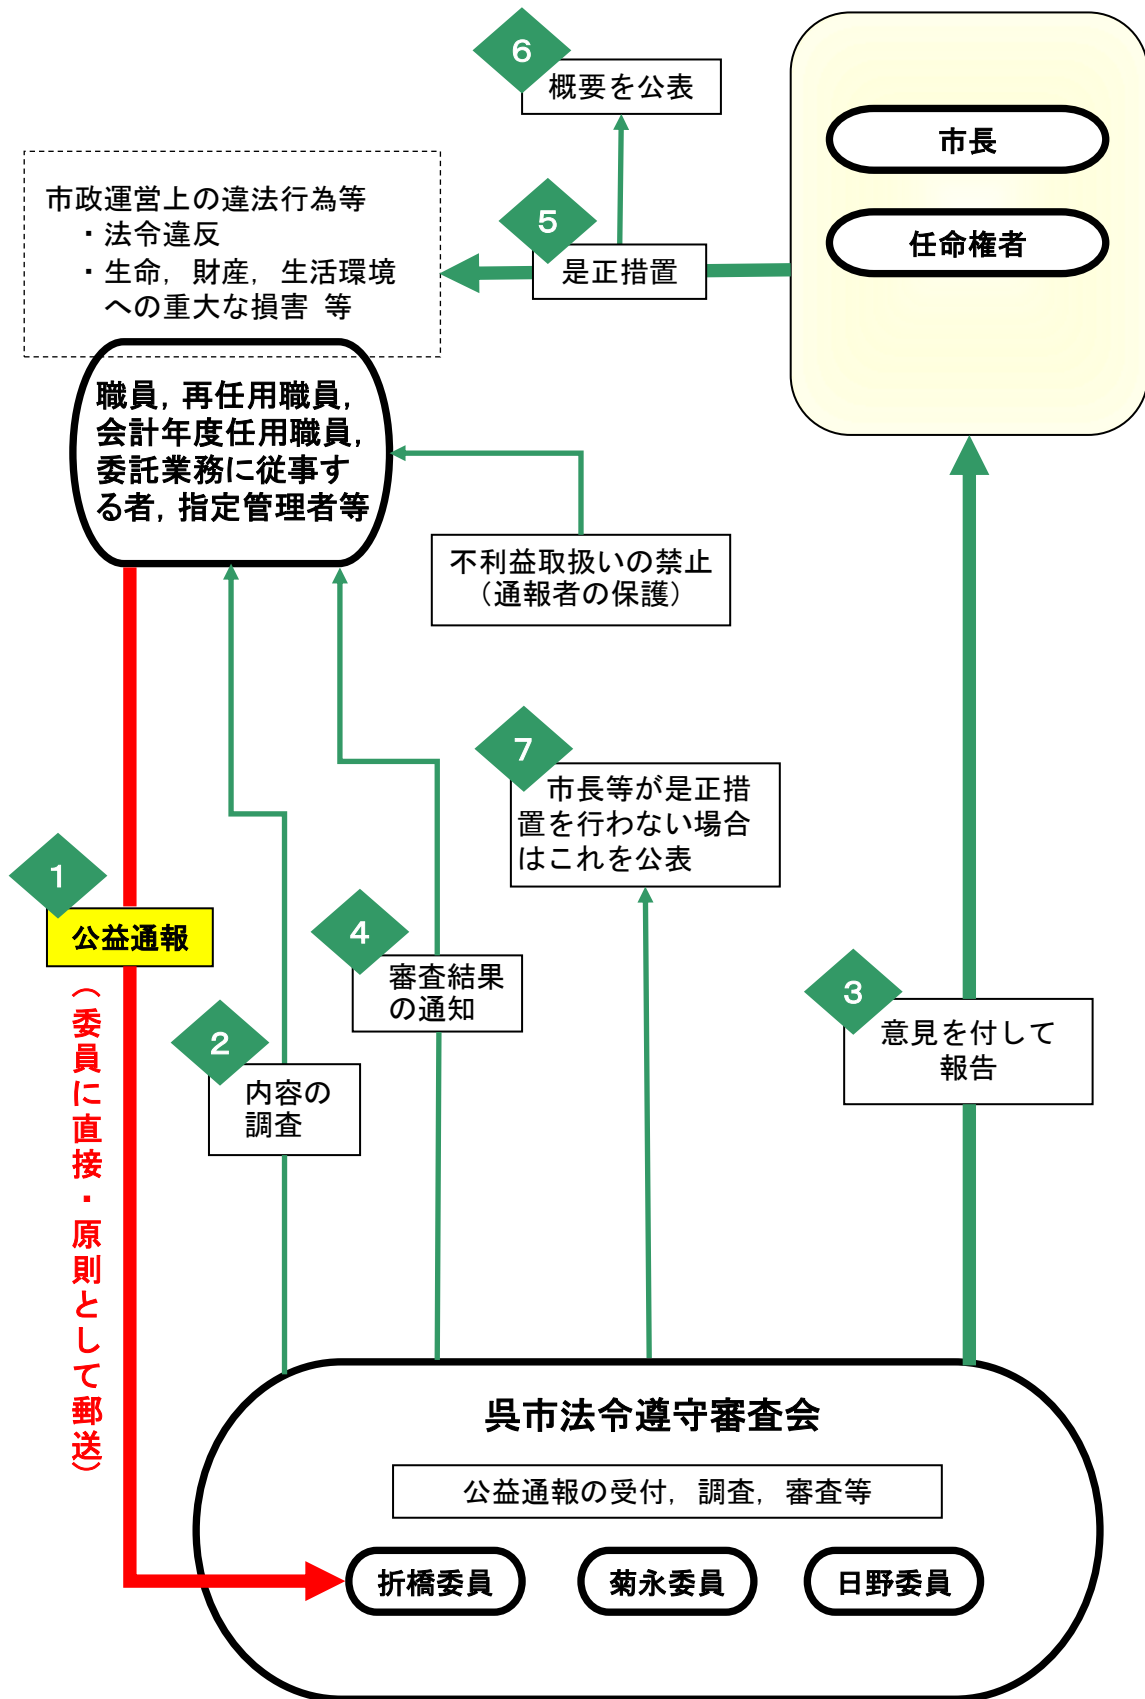 6
概要を公表
市長
任命権者
市政運営上の違法行為等
・法令違反
・生命，財産，生活環境
への重大な損害 等
5
是正措置
職員，再任用職員，
会計年度任用職員，
委託業務に従事す
る者，指定管理者等
不利益取扱いの禁止
（通報者の保護）
7
市長等が是正措
置を行わない場合
はこれを公表
1
公益通報
（委員に直接・原則として郵送）
4
審査結果
の通知
3
意見を付して
報告
2
内容の
調査
呉市法令遵守審査会
公益通報の受付，調査，審査等
折橋委員
菊永委員
日野委員